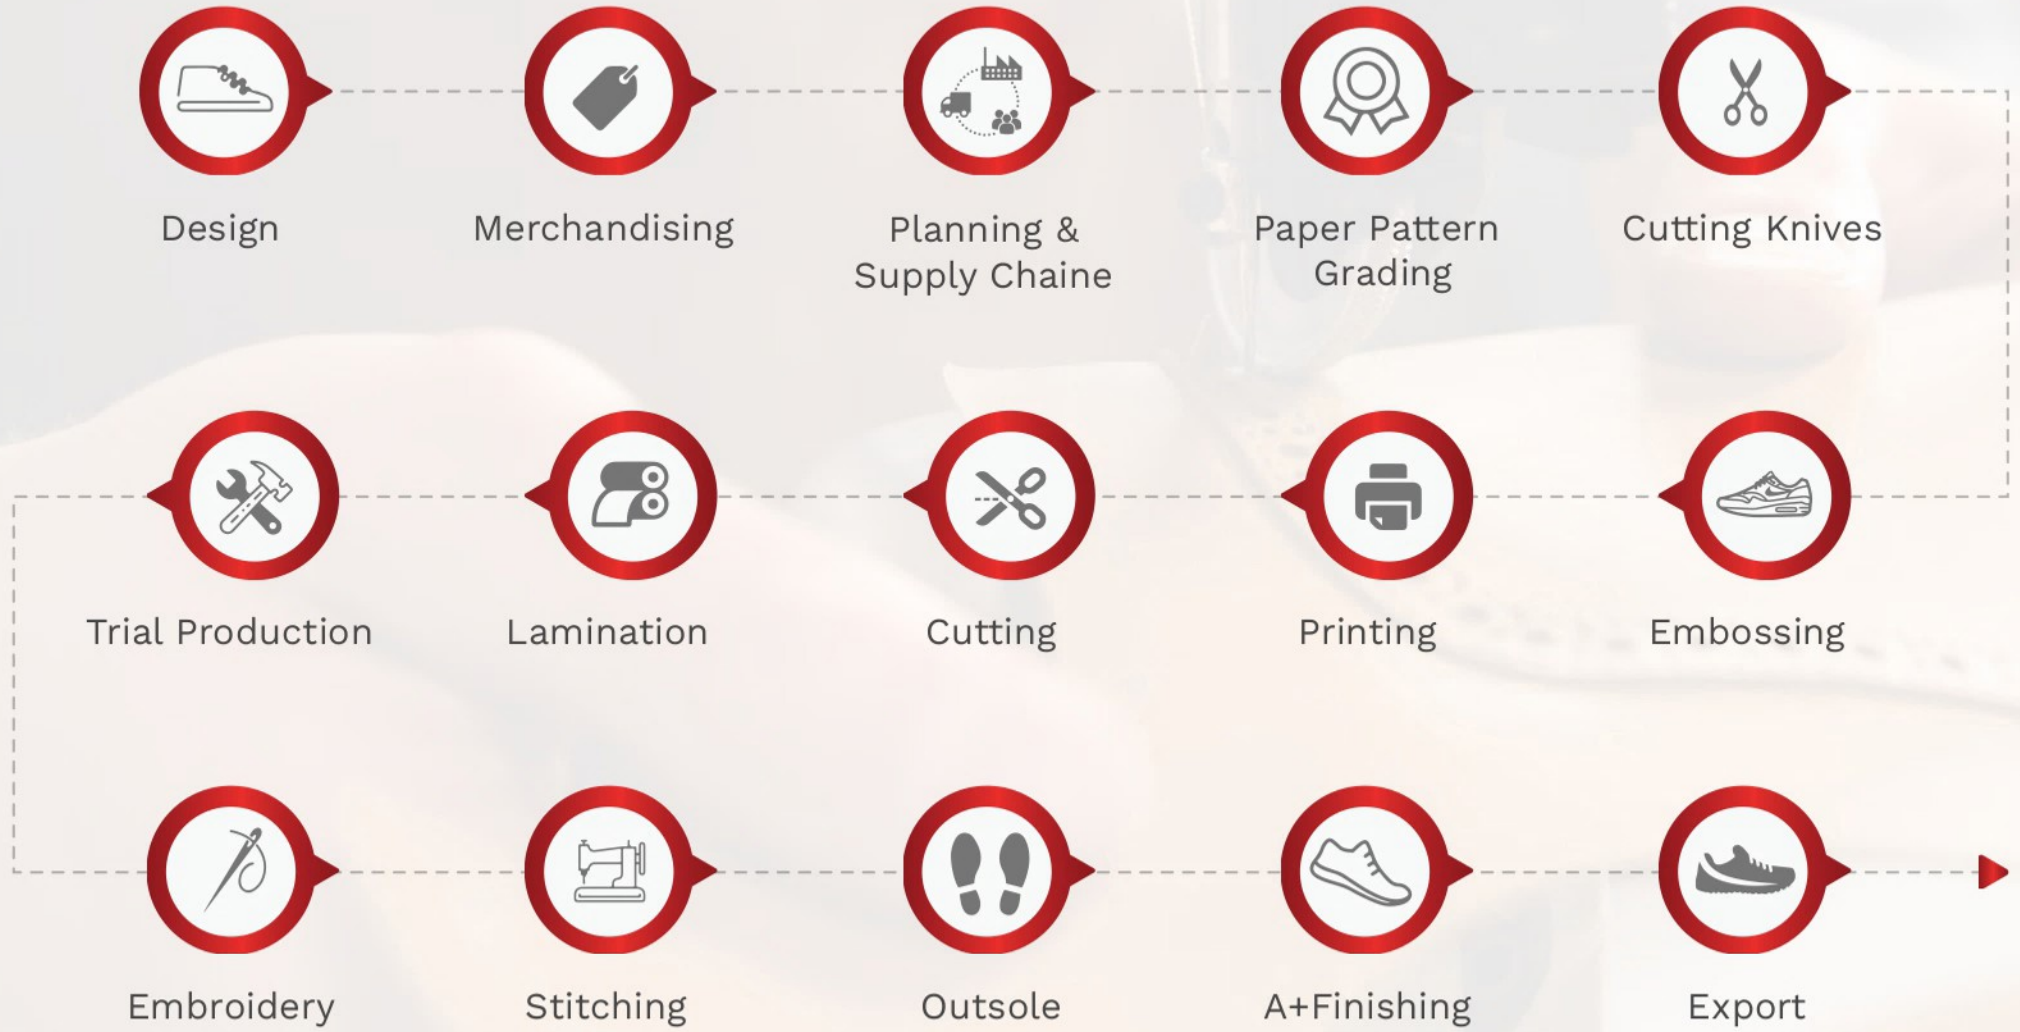 Design
Merchandising
Planning &
Supply Chaine
Paper Pattern
Grading
Cutting Knives
Embossing
Printing
Cutting
Lamination
Trial Production
Embroidery
Stitching
Outsole
A+Finishing
Export